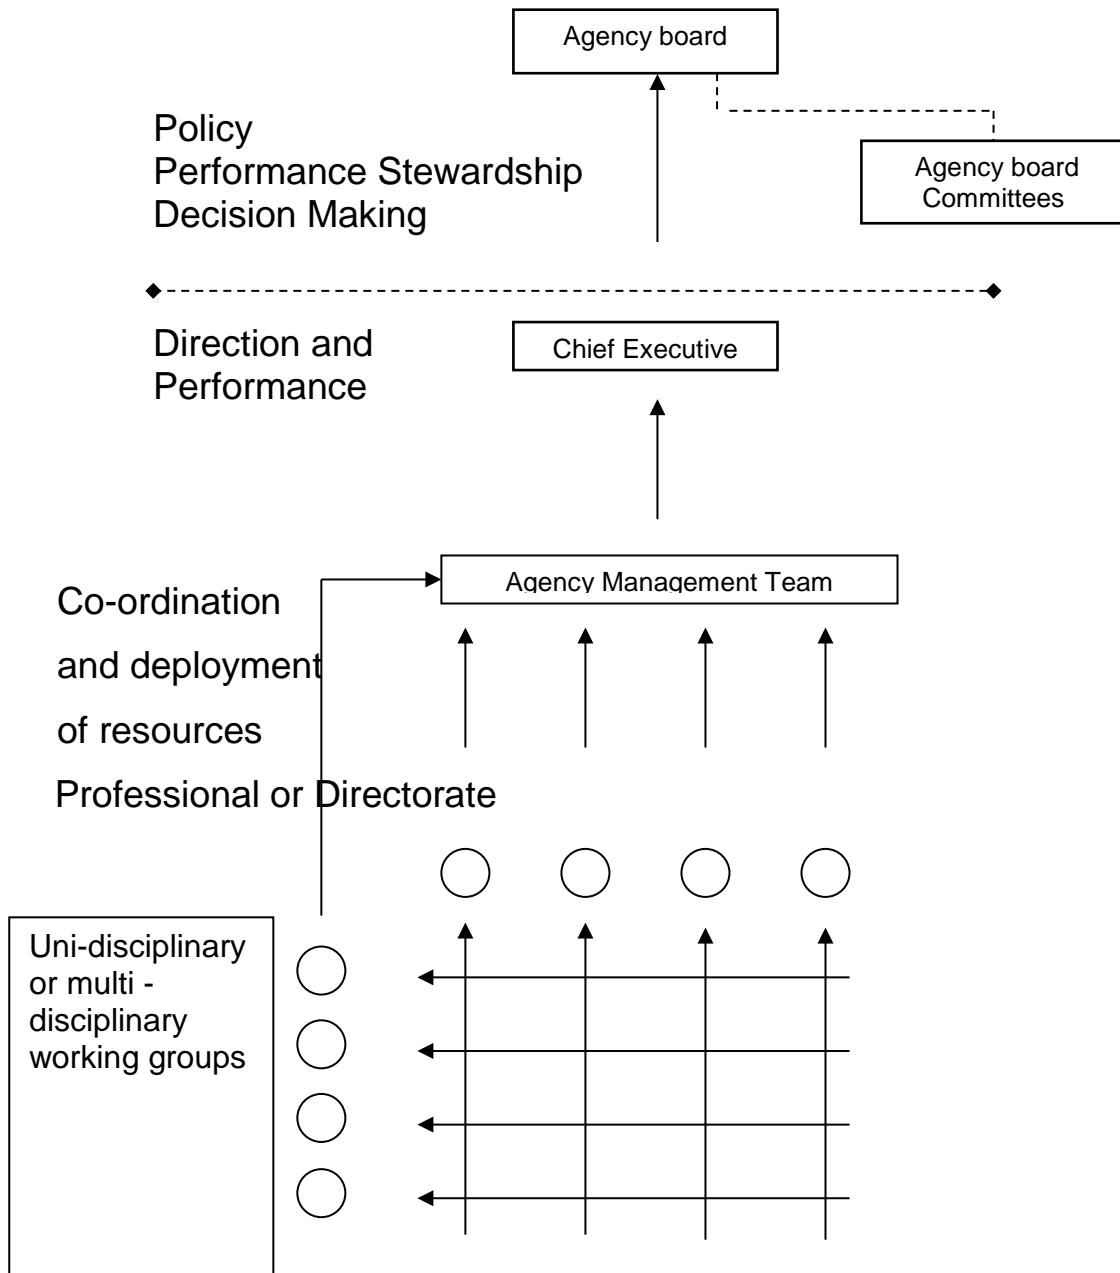 Agency board
Policy
Performance Stewardship
Decision Making
Agency board
Committees
Direction and
Performance
Chief Executive
Agency Management Team
Co-ordination
and deployment
of resources
Professional or Directorate
Uni-disciplinary
or multi -
disciplinary
working groups